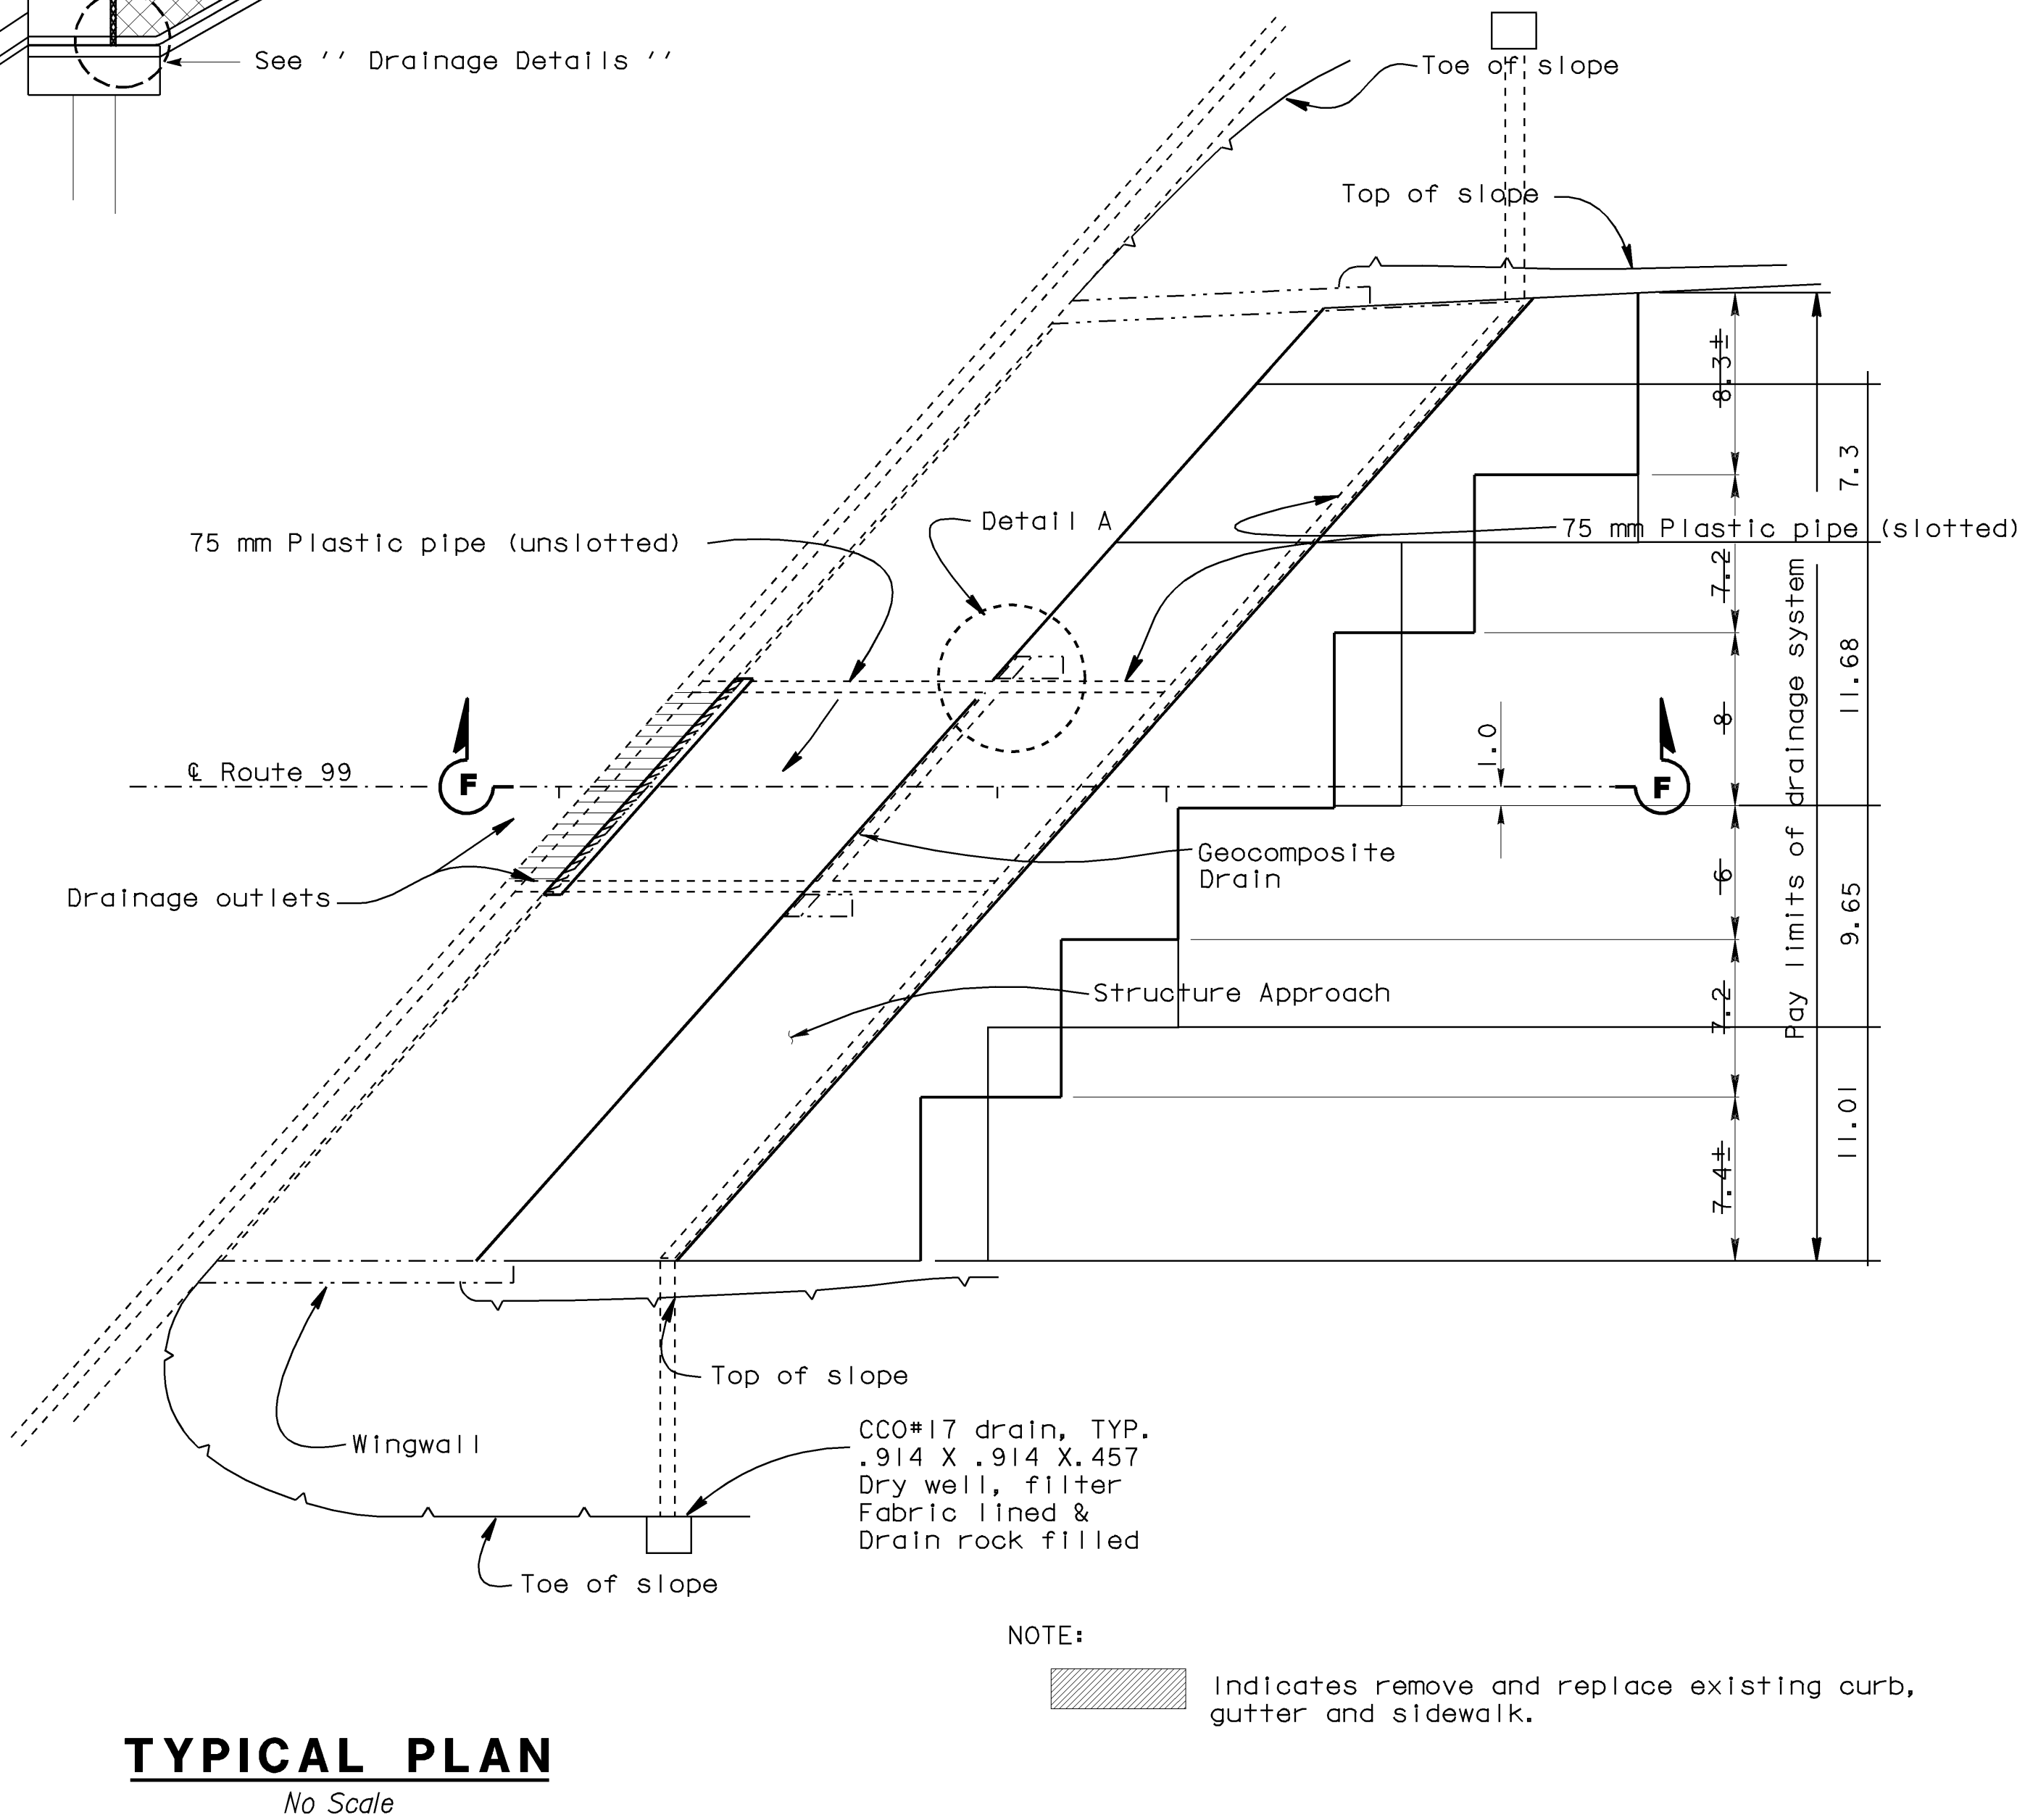 See '' Drainage Details ''
Toe of slope
Top of slope
8.3±
7.3
Detail A
75 mm Plastic pipe (unslotted)
75 mm Plastic pipe (slotted)
7.2
Pay limits of drainage system
11.68
8
1.0
℄ Route 99
F
F
Geocomposite
Drain
6
9.65
Drainage outlets
Structure Approach
7.2
11.01
7.4±
Top of slope
Wingwall
CCO#17 drain, TYP.
.914 X .914 X.457
Dry well, filter
Fabric lined &
Drain rock filled
Toe of slope
NOTE:
Indicates remove and replace existing curb,
gutter and sidewalk.
TYPICAL PLAN
No Scale